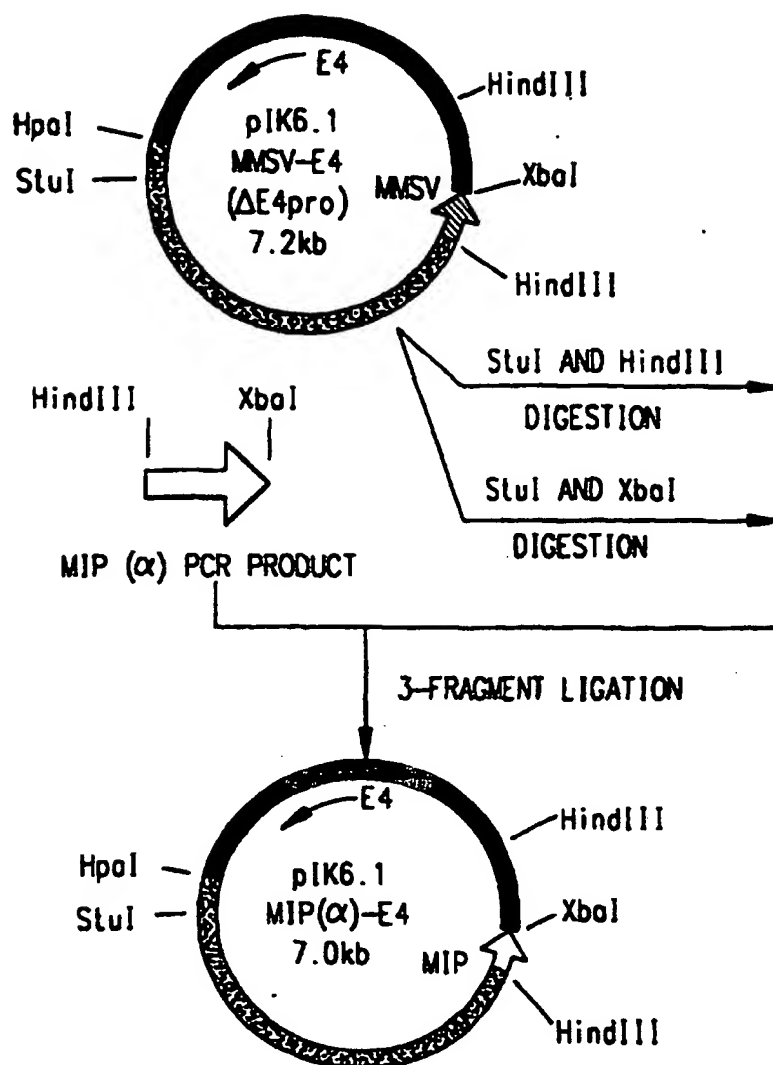 E4
HindIII
HpaI
pIK6.1
StuI
MMSV-E4
MMSV
XbaI
(ΔE4pro)
7.2kb
HindIII
StuI AND HindIII
DIGESTION
HindIII
XbaI
StuI AND XbaI
DIGESTION
MIP (α) PCR PRODUCT
3-FRAGMENT LIGATION
E4
HindIII
HpaI
pIK6.1
StuI
MIP(α)-E4
XbaI
7.0kb
MIP
HindIII